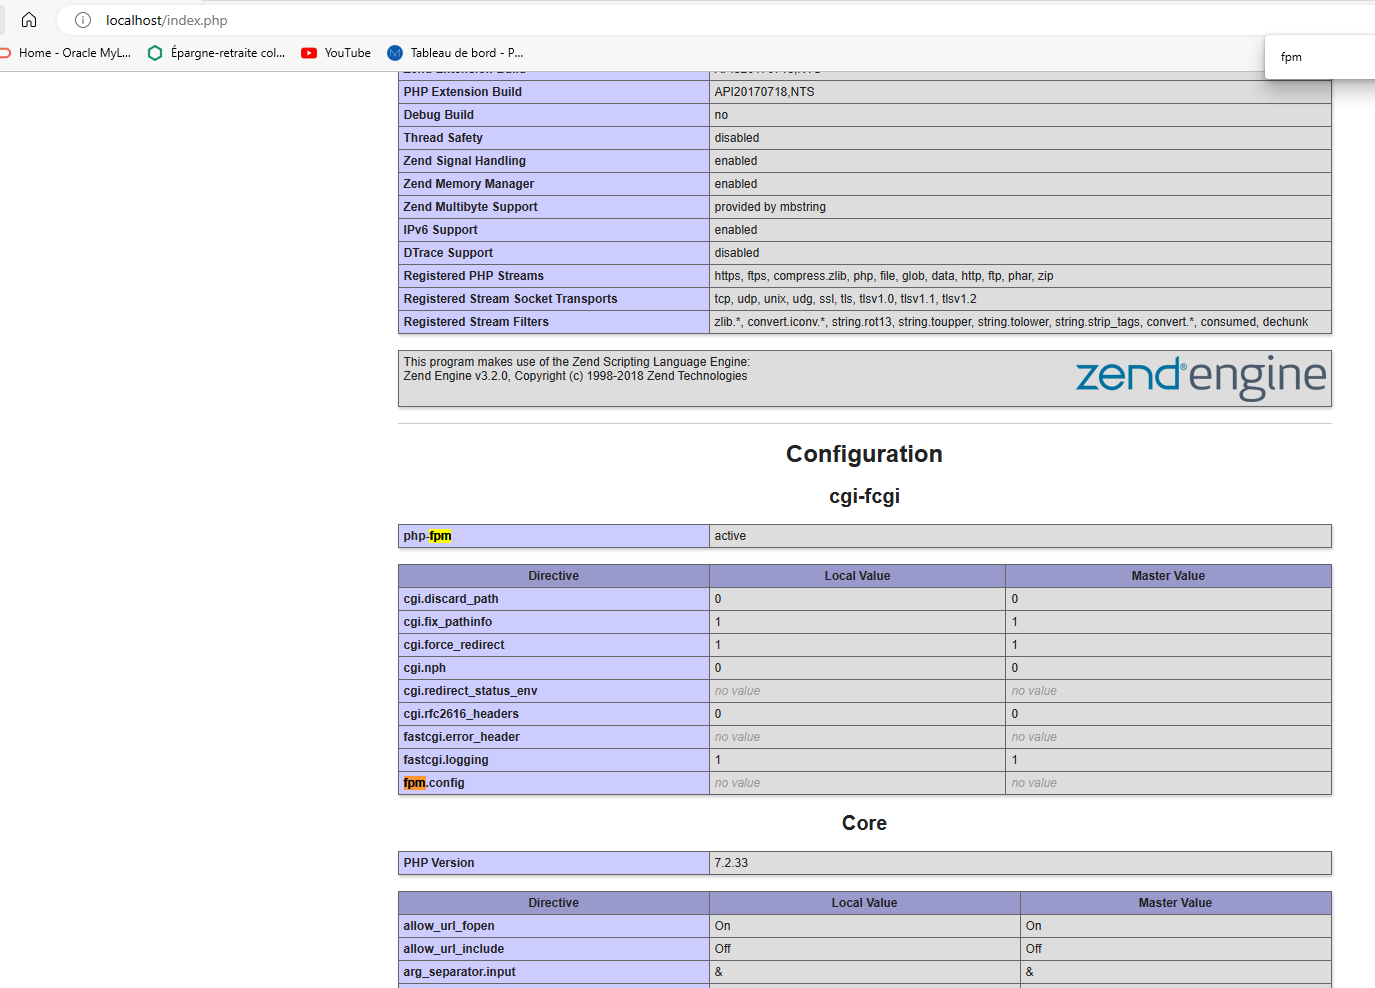 localhost/index.php
Home - Oracle MyL... Épargne-retraite col... YouTube Tableau de bord - P...
fpm
PHP Extension Build API20170718,NTS
Debug Build no
Thread Safety disabled
Zend Signal Handling enabled
Zend Memory Manager enabled
Zend Multibyte Support provided by mbstring
IPv6 Support enabled
DTrace Support disabled
Registered PHP Streams https, ftps, compress.zlib, php, file, glob, data, http, ftp, phar, zip
Registered Stream Socket Transports tcp, udp, unix, udg, ssl, tls, tlsv1.0, tlsv1.1, tlsv1.2
Registered Stream Filters zlib.*, convert.iconv.*, string.rot13, string.toupper, string.tolower, string.strip_tags, convert.*, consumed, dechunk
This program makes use of the Zend Scripting Language Engine:
Zend Engine v3.2.0, Copyright (c) 1998-2018 Zend Technologies
zend®engine
Configuration
cgi-fcgi
php-fpm active
Directive Local Value Master Value
cgi.discard_path 0 0
cgi.fix_pathinfo 1 1
cgi.force_redirect 1 1
cgi.nph 0 0
cgi.redirect_status_env no value no value
cgi.rfc2616_headers 0 0
fastcgi.error_header no value no value
fastcgi.logging 1 1
fpm.config no value no value
Core
PHP Version 7.2.33
Directive Local Value Master Value
allow_url_fopen On On
allow_url_include Off Off
arg_separator.input & &